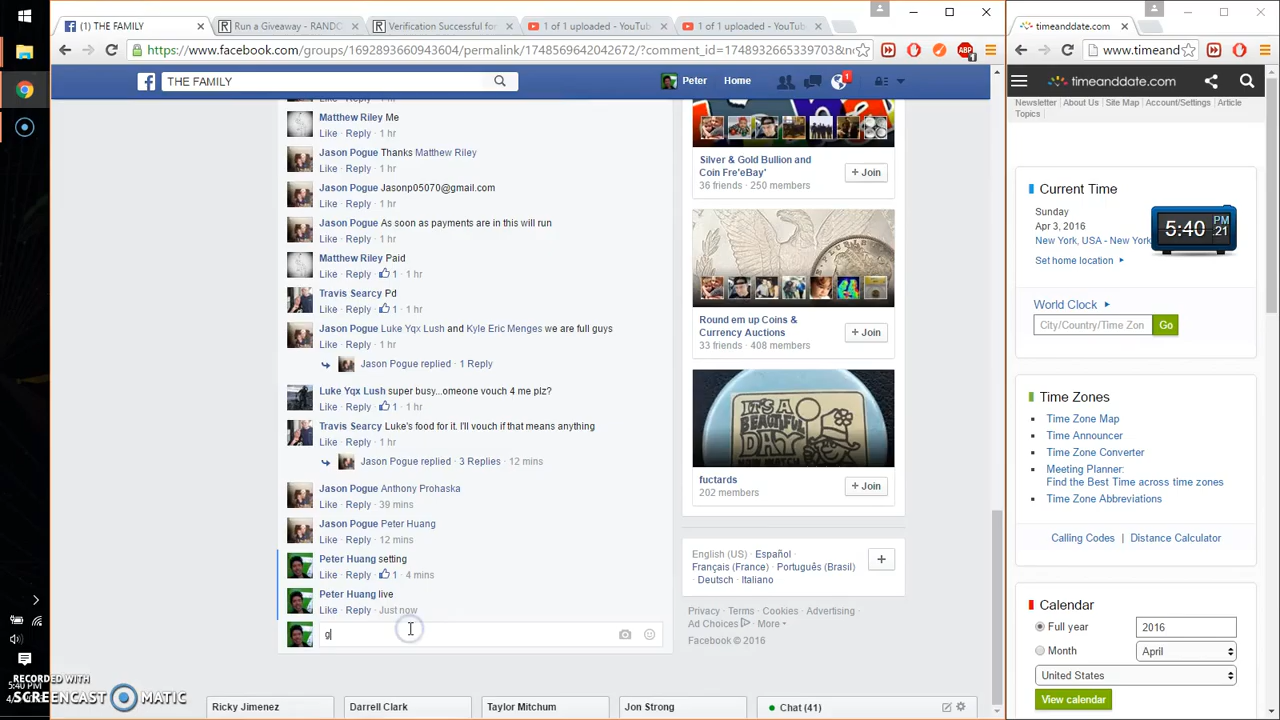 (1) THE FAMILY
Run a Giveaway - RANDO
Verification Successful fo
1 of 1 uploaded - YouTub
1 of 1 uploaded - YouTub
timeanddate.com
https://www.facebook.com/groups/1692893660943604/permalink/1748569642042672/?comment_id=1748932665339703&no
www.timeand
THE FAMILY
Peter
Home
1
timeanddate.com
Newsletter
About Us
Site Map
Account/Settings
Article
Topics
Matthew Riley Me
Like · Reply · 1 hr
Jason Pogue Thanks Matthew Riley
Like · Reply · 1 hr
Jason Pogue Jasonp05070@gmail.com
Like · Reply · 1 hr
Jason Pogue As soon as payments are in this will run
Like · Reply · 1 hr
Matthew Riley Paid
Like · Reply · 1 · 1 hr
Travis Searcy Pd
Like · Reply · 1 · 1 hr
Jason Pogue Luke Yqx Lush and Kyle Eric Menges we are full guys
Like · Reply · 1 hr
Jason Pogue replied · 1 Reply
Luke Yqx Lush super busy...omeone vouch 4 me plz?
Like · Reply · 1 · 1 hr
Travis Searcy Luke's food for it. I'll vouch if that means anything
Like · Reply · 1 hr
Jason Pogue replied · 3 Replies · 12 mins
Jason Pogue Anthony Prohaska
Like · Reply · 39 mins
Jason Pogue Peter Huang
Like · Reply · 12 mins
Peter Huang setting
Like · Reply · 1 · 4 mins
Peter Huang live
Like · Reply · Just now
g
Silver & Gold Bullion and
Coin Fre'eBay'
36 friends · 250 members
+ Join
Round em up Coins &
Currency Auctions
33 friends · 408 members
+ Join
IT'S A
BEAUTIFUL
DAY
fuctards
202 members
+ Join
English (US) · Español ·
Français (France) · Português (Brasil)
· Deutsch · Italiano
+
Privacy · Terms · Cookies · Advertising ·
Ad Choices · More
Facebook © 2016
Current Time
Sunday
Apr 3, 2016
New York, USA - New York
5:40 PM 21
Set home location
World Clock
City/Country/Time Zon
Go
Time Zones
Time Zone Map
Time Announcer
Time Zone Converter
Meeting Planner:
Find the Best Time across time zones
Time Zone Abbreviations
Calling Codes | Distance Calculator
Calendar
Full year
2016
Month
April
United States
View calendar
RECORDED WITH
SCREENCAST MATIC
5:40 PM
Ricky Jimenez
Darrell Clark
Taylor Mitchum
Jon Strong
Chat (41)